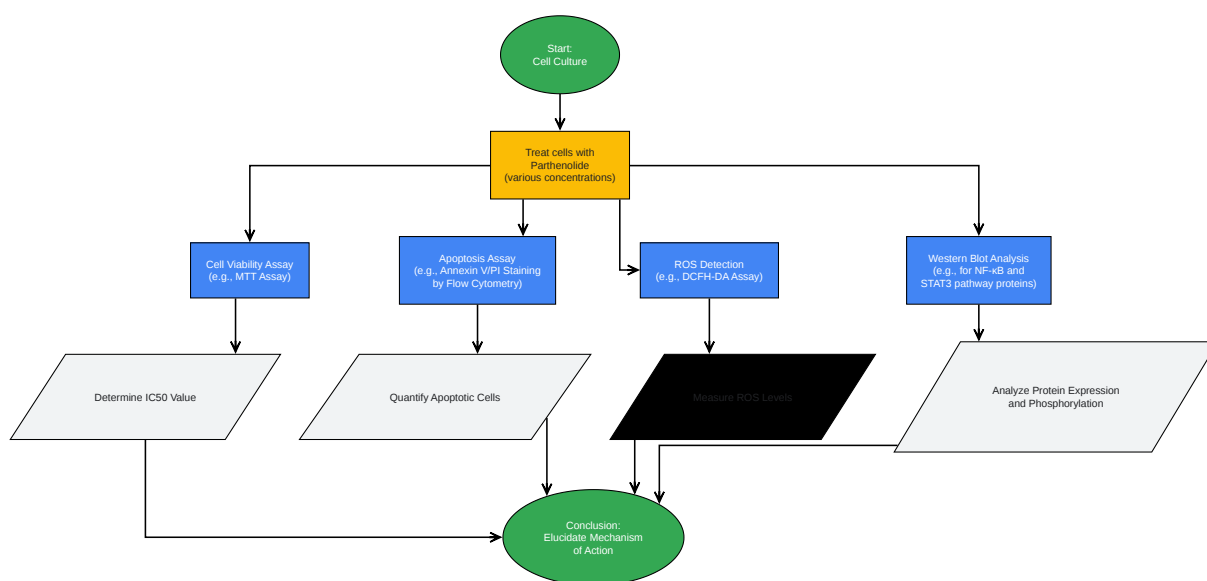 Start:
Cell Culture
Treat cells with
Parthenolide
(various concentrations)
Cell Viability Assay
(e.g., MTT Assay)
Apoptosis Assay
(e.g., Annexin V/PI Staining
by Flow Cytometry)
ROS Detection
(e.g., DCFH-DA Assay)
Western Blot Analysis
(e.g., for NF-κB and
STAT3 pathway proteins)
Determine IC50 Value
Quantify Apoptotic Cells
Measure ROS Levels
Analyze Protein Expression
and Phosphorylation
Conclusion:
Elucidate Mechanism
of Action